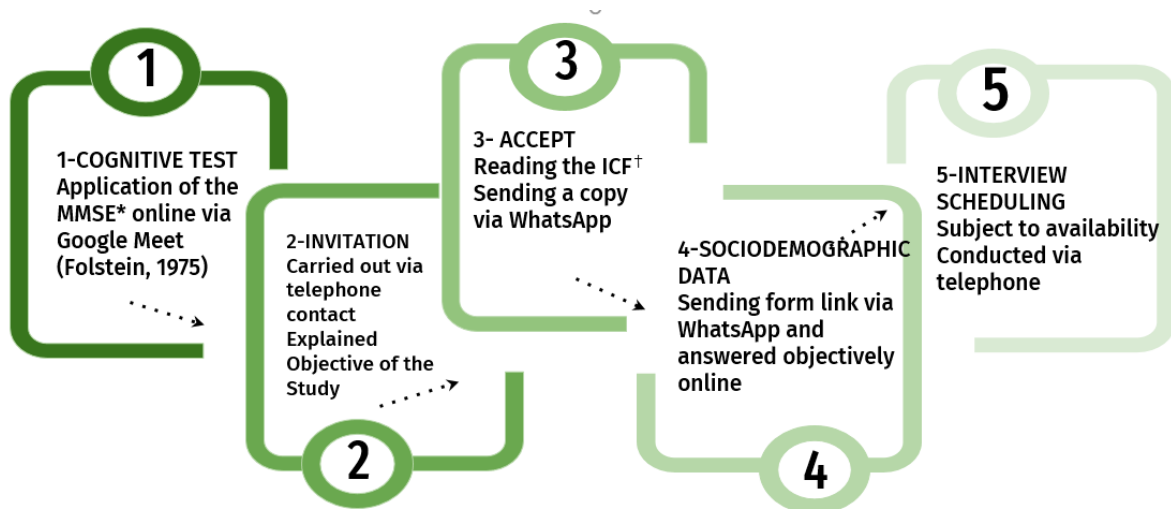 1
1-COGNITIVE TEST
Application of the
MMSE* online via
Google Meet
(Folstein, 1975)
2-INVITATION
Carried out via
telephone
contact
Explained
Objective of the
Study
2
3
3- ACCEPT
Reading the ICF†
Sending a copy
via WhatsApp
4-SOCIODEMOGRAPHIC
DATA
Sending form link via
WhatsApp and
answered objectively
online
4
5
5-INTERVIEW
SCHEDULING
Subject to availability
Conducted via
telephone